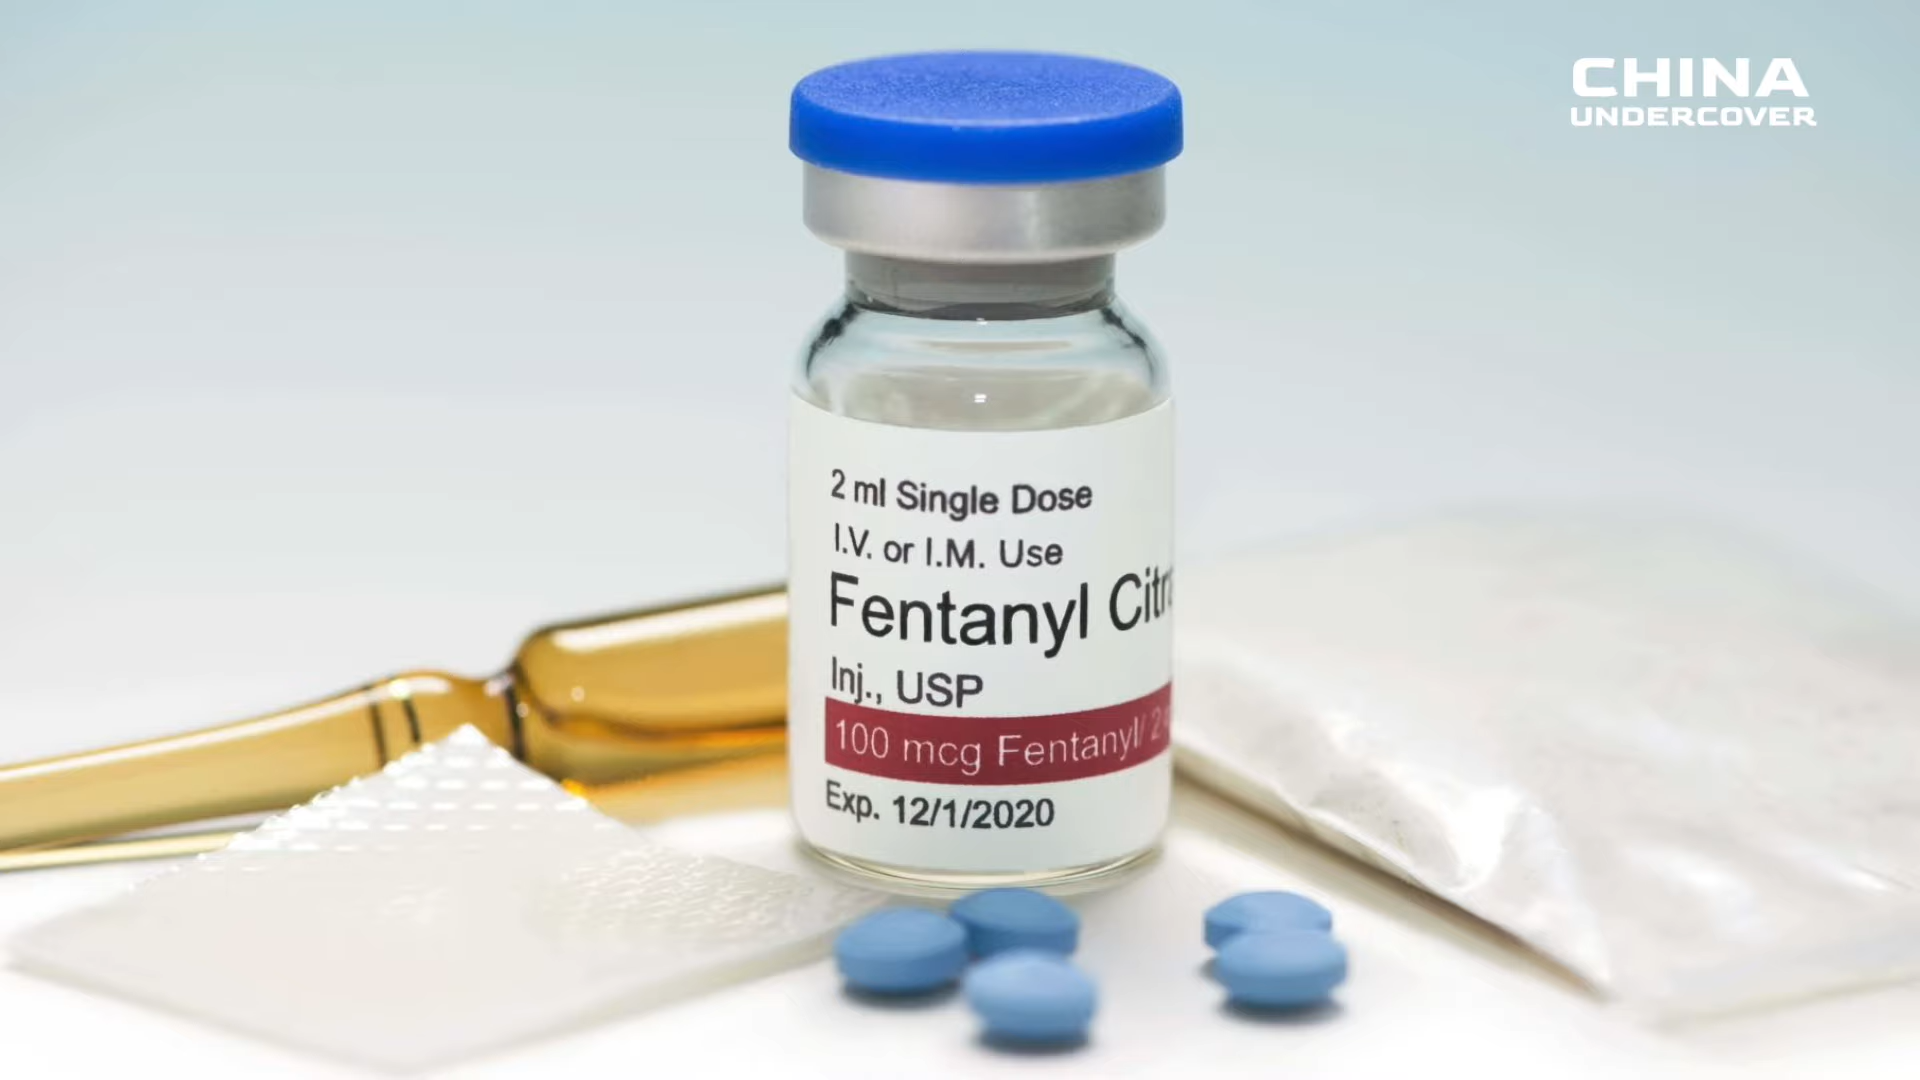 CHINA
UNDERCOVER
2 ml Single Dose
I.V. or I.M. Use
Fentanyl Citr
Inj., USP
100 mcg Fentanyl/ 2
Exp. 12/1/2020